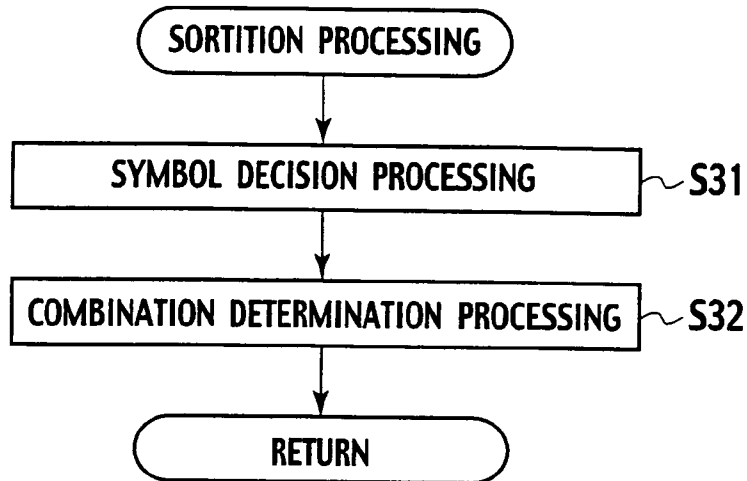 SORTITION PROCESSING
SYMBOL DECISION PROCESSING
S31
COMBINATION DETERMINATION PROCESSING
S32
RETURN